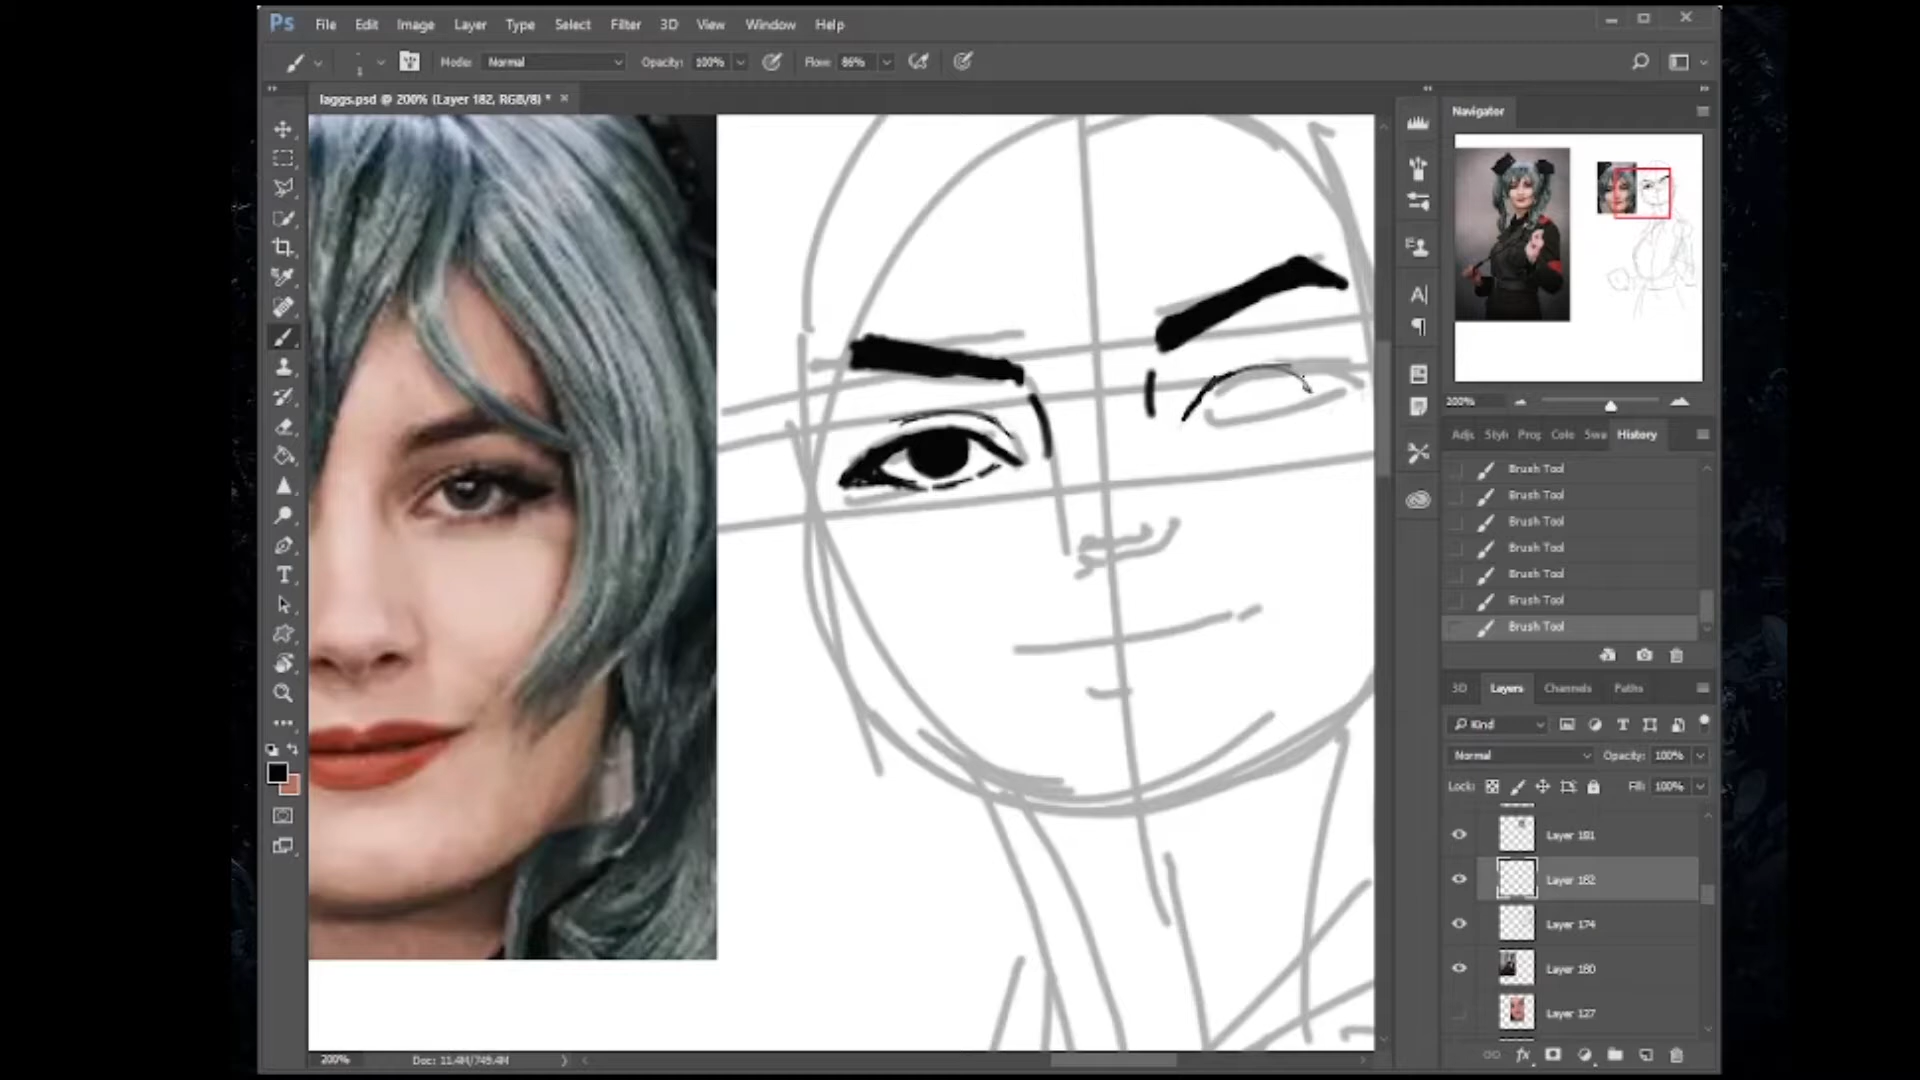 Ps File Edit Image Layer Type Select Filter 3D View Window Help
Mode: Normal Opacity: 100% Flow: 86%
laggs.psd @ 200% (Layer 182, RGB/8) *
Navigator
200%
Adj Styl Prop Colo Swa History
Brush Tool
Brush Tool
Brush Tool
Brush Tool
Brush Tool
Brush Tool
Brush Tool
3D Layers Channels Paths
Kind
Normal Opacity: 100%
Lock: Fill: 100%
Layer 181
Layer 182
Layer 174
Layer 180
Layer 127
200% Doc: 11.4M/749.4M